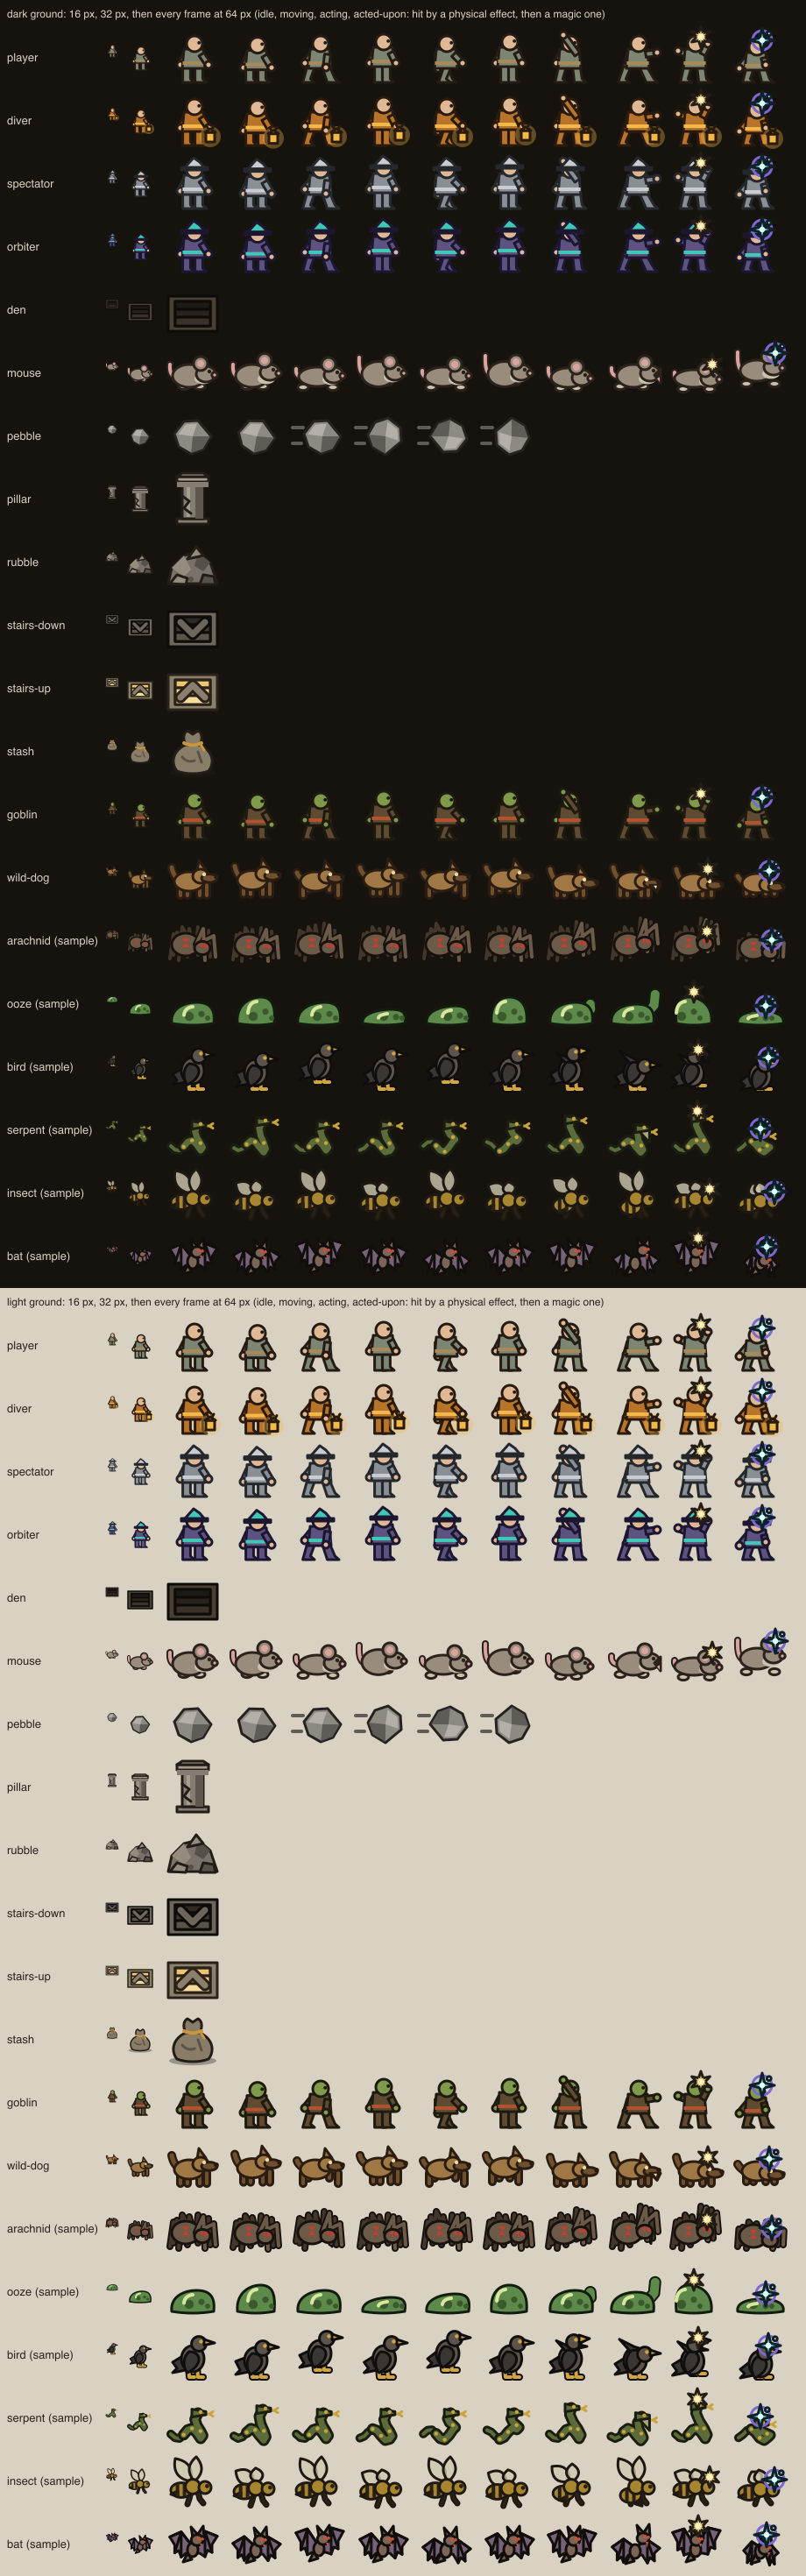 dark ground: 16 px, 32 px, then every frame at 64 px (idle, moving, acting, acted-upon: hit by a physical effect, then a magic one)
player
diver
spectator
orbiter
den
mouse
pebble
pillar
rubble
stairs-down
stairs-up
stash
goblin
wild-dog
arachnid (sample)
ooze (sample)
bird (sample)
serpent (sample)
insect (sample)
bat (sample)
light ground: 16 px, 32 px, then every frame at 64 px (idle, moving, acting, acted-upon: hit by a physical effect, then a magic one)
player
diver
spectator
orbiter
den
mouse
pebble
pillar
rubble
stairs-down
stairs-up
stash
goblin
wild-dog
arachnid (sample)
ooze (sample)
bird (sample)
serpent (sample)
insect (sample)
bat (sample)